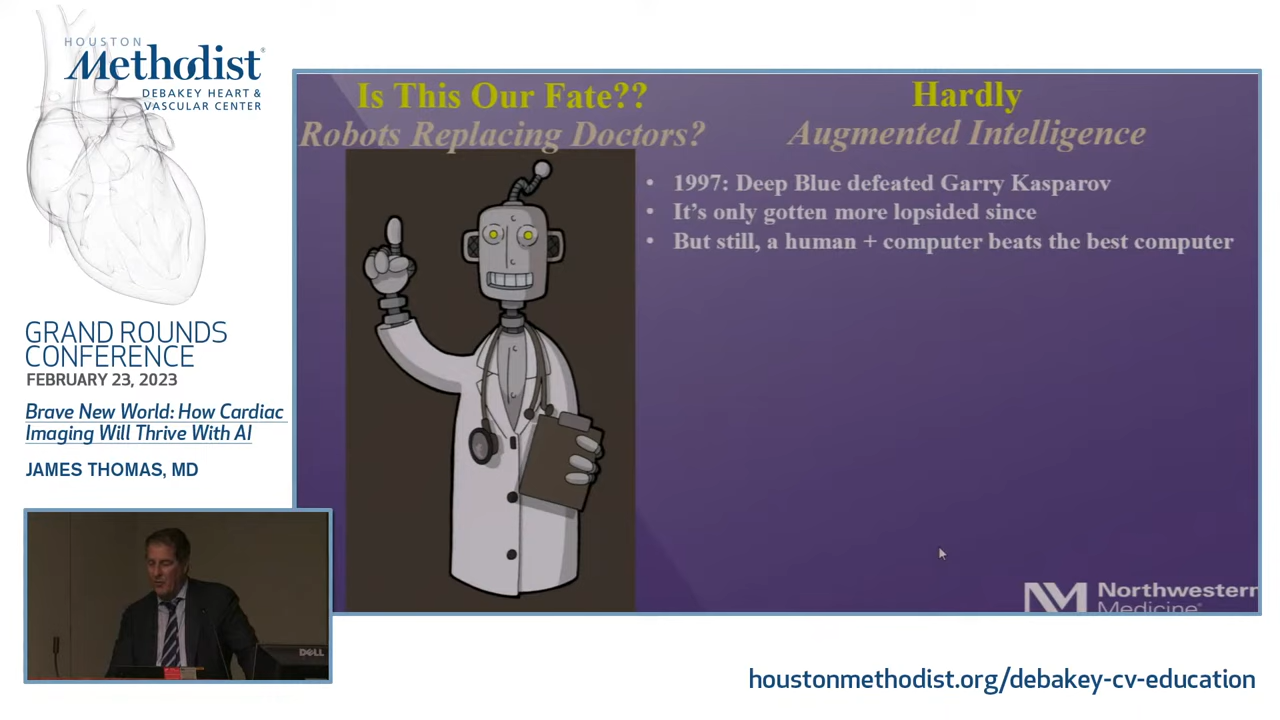 HOUSTON
Methodist®
DEBAKEY HEART &
VASCULAR CENTER
GRAND ROUNDS
CONFERENCE
FEBRUARY 23, 2023
Brave New World: How Cardiac
Imaging Will Thrive With AI
JAMES THOMAS, MD
Is This Our Fate??
Robots Replacing Doctors?
Hardly
Augmented Intelligence
• 1997: Deep Blue defeated Garry Kasparov
• It's only gotten more lopsided since
• But still, a human + computer beats the best computer
NM Northwestern
Medicine®
DELL
houstonmethodist.org/debakey-cv-education